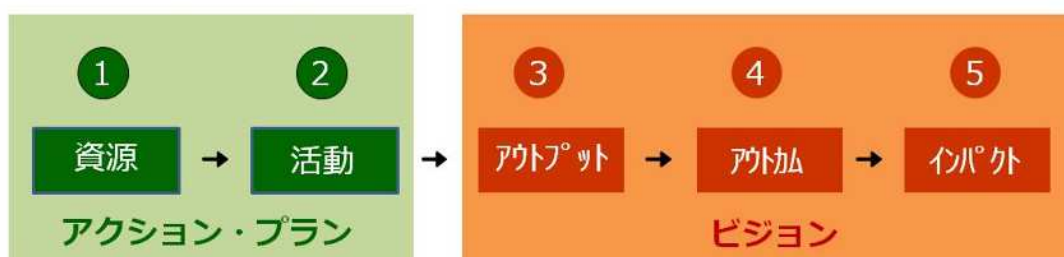 1 2 3 4 5
資源 → 活動 → ｱｳﾄﾌﾟｯﾄ → ｱｳﾄｶﾑ → ｲﾝﾊﾟｸﾄ
アクション・プラン ビジョン